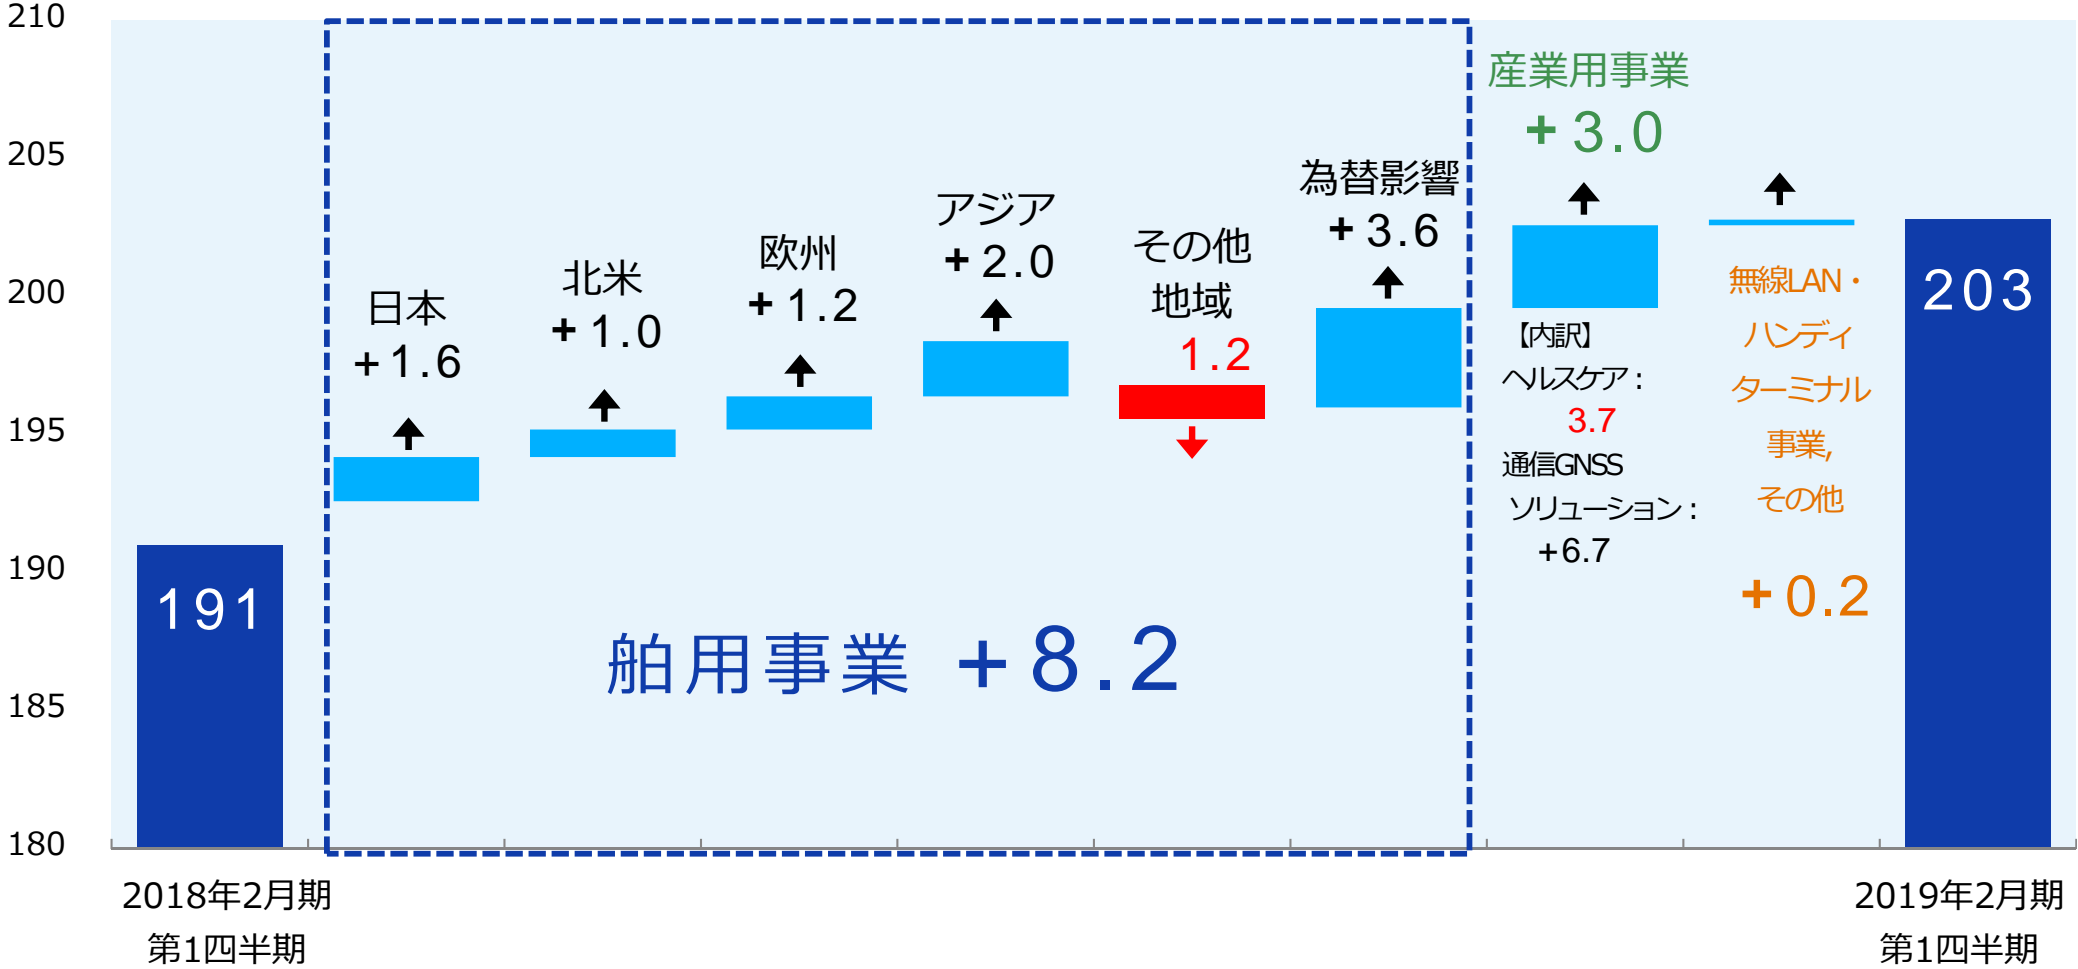 210
205
200
195
190
185
180
191
日本
+1.6
北米
+1.0
欧州
+1.2
アジア
+2.0
その他
地域
1.2
為替影響
+3.6
舶用事業 +8.2
産業用事業
+3.0
【内訳】
ヘルスケア：
3.7
通信GNSS
ソリューション：
+6.7
無線LAN・
ハンディ
ターミナル
事業,
その他
+0.2
203
2018年2月期
第1四半期
2019年2月期
第1四半期